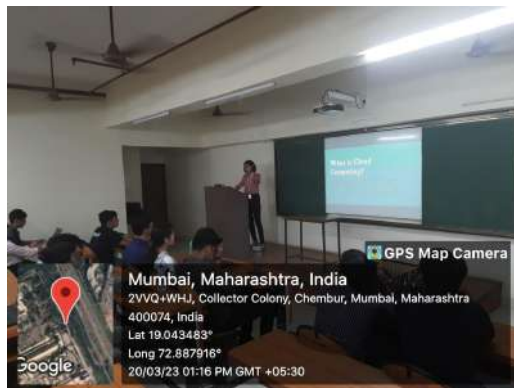 What is Cloud
Computing?
GPS Map Camera
Mumbai, Maharashtra, India
2VVQ+WHJ, Collector Colony, Chembur, Mumbai, Maharashtra
400074, India
Lat 19.043483°
Long 72.887916°
20/03/23 01:16 PM GMT +05:30
Google